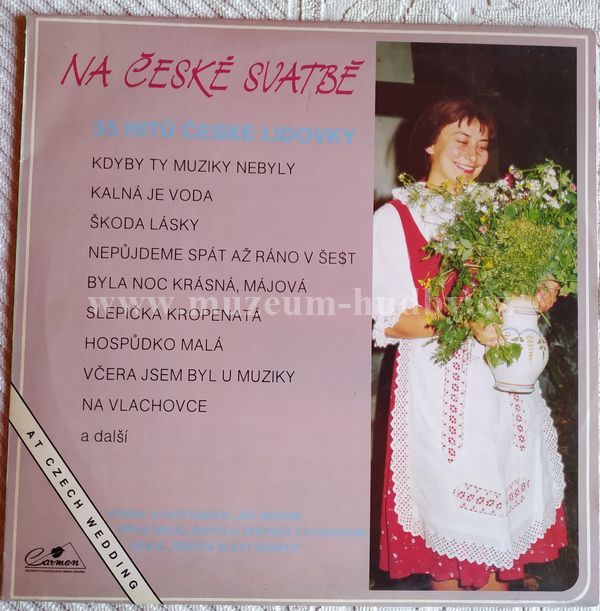 NA ČESKÉ SVATBĚ
35 HITŮ ČESKÉ LIDOVKY
KDYBY TY MUZIKY NEBYLY
KALNÁ JE VODA
ŠKODA LÁSKY
NEPŮJDEME SPÁT AŽ RÁNO V ŠEST
BYLA NOC KRÁSNÁ, MÁJOVÁ
www.muzeum-hudby.cz
SLEPIČKA KROPENATÁ
HOSPŮDKO MALÁ
VČERA JSEM BYL U MUZIKY
NA VLACHOVCE
a další
AT CZECH WEDDING
Carmen